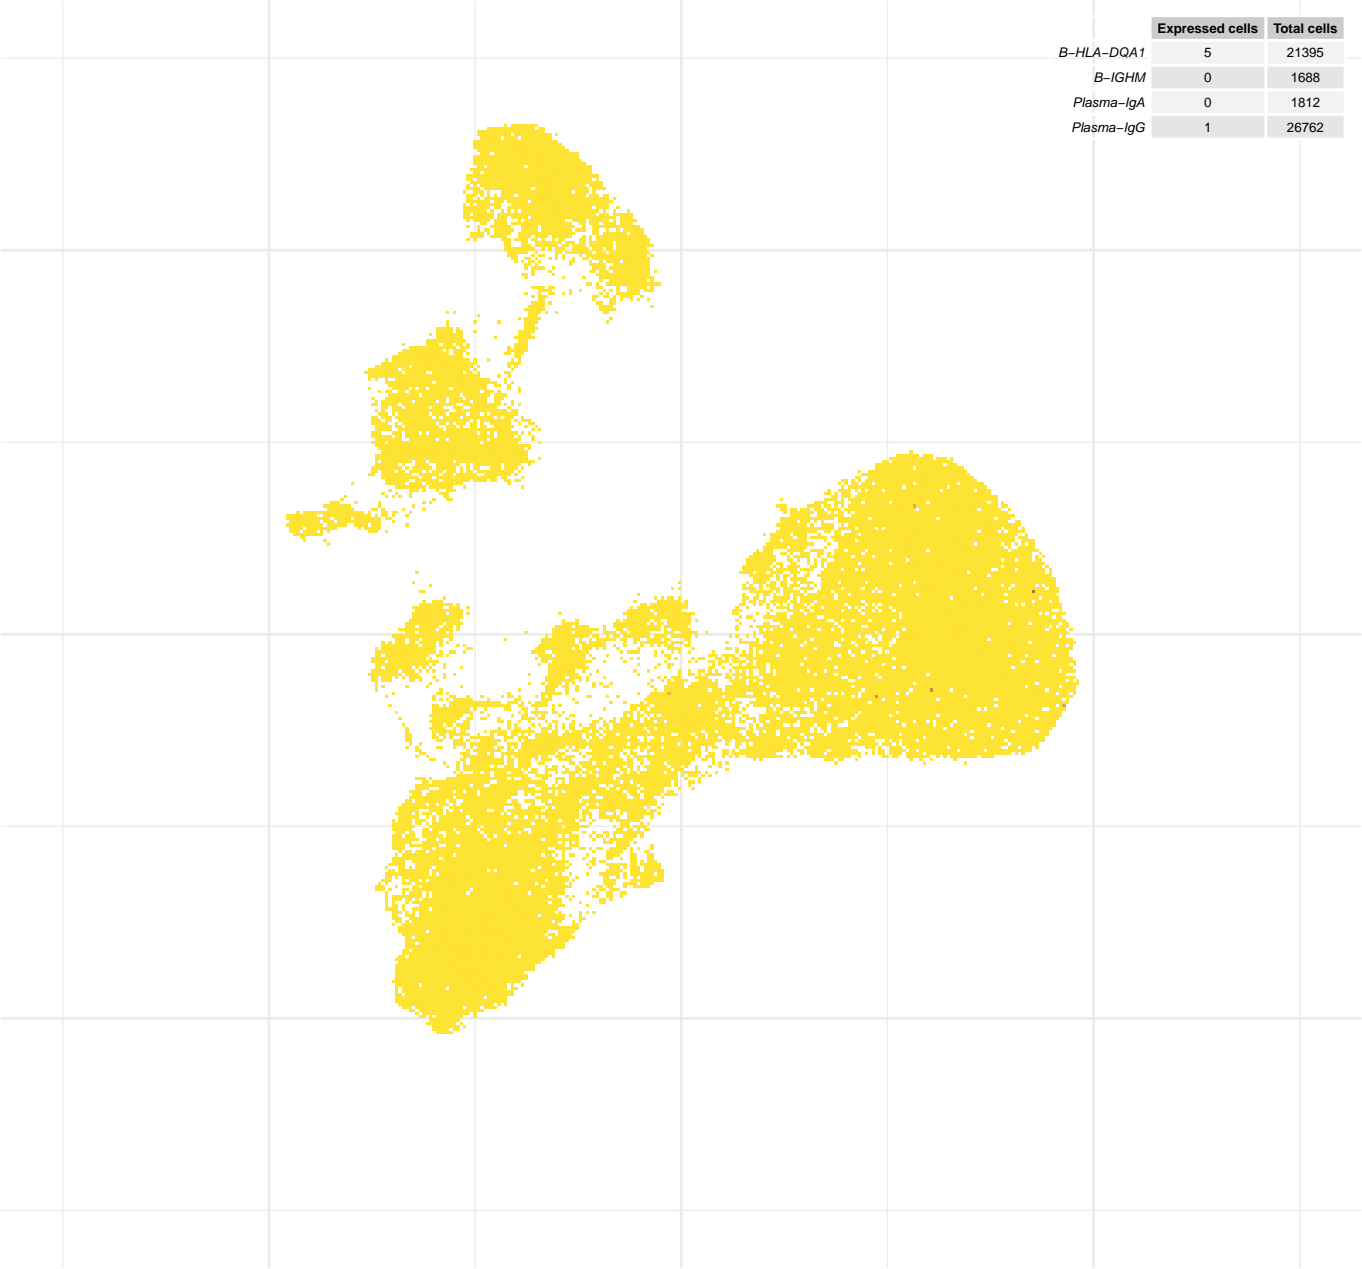 Expressed cells Total cells
B−HLA−DQA1 5 21395
B−IGHM 0 1688
Plasma−IgA 0 1812
Plasma−IgG 1 26762